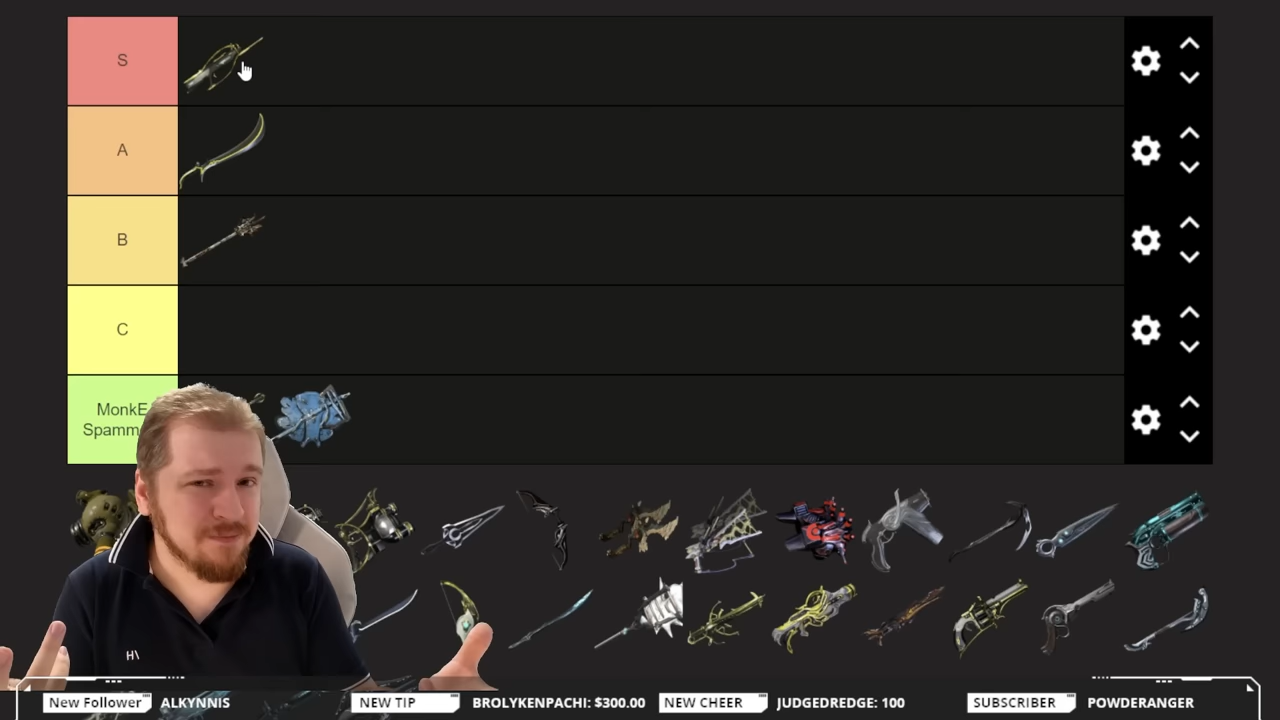 S
A
B
C
MonkE
Spamm
H\
New Follower ALKYNNIS NEW TIP BROLYKENPACHI: $300.00 NEW CHEER JUDGEDREDGE: 100 SUBSCRIBER POWDERANGER